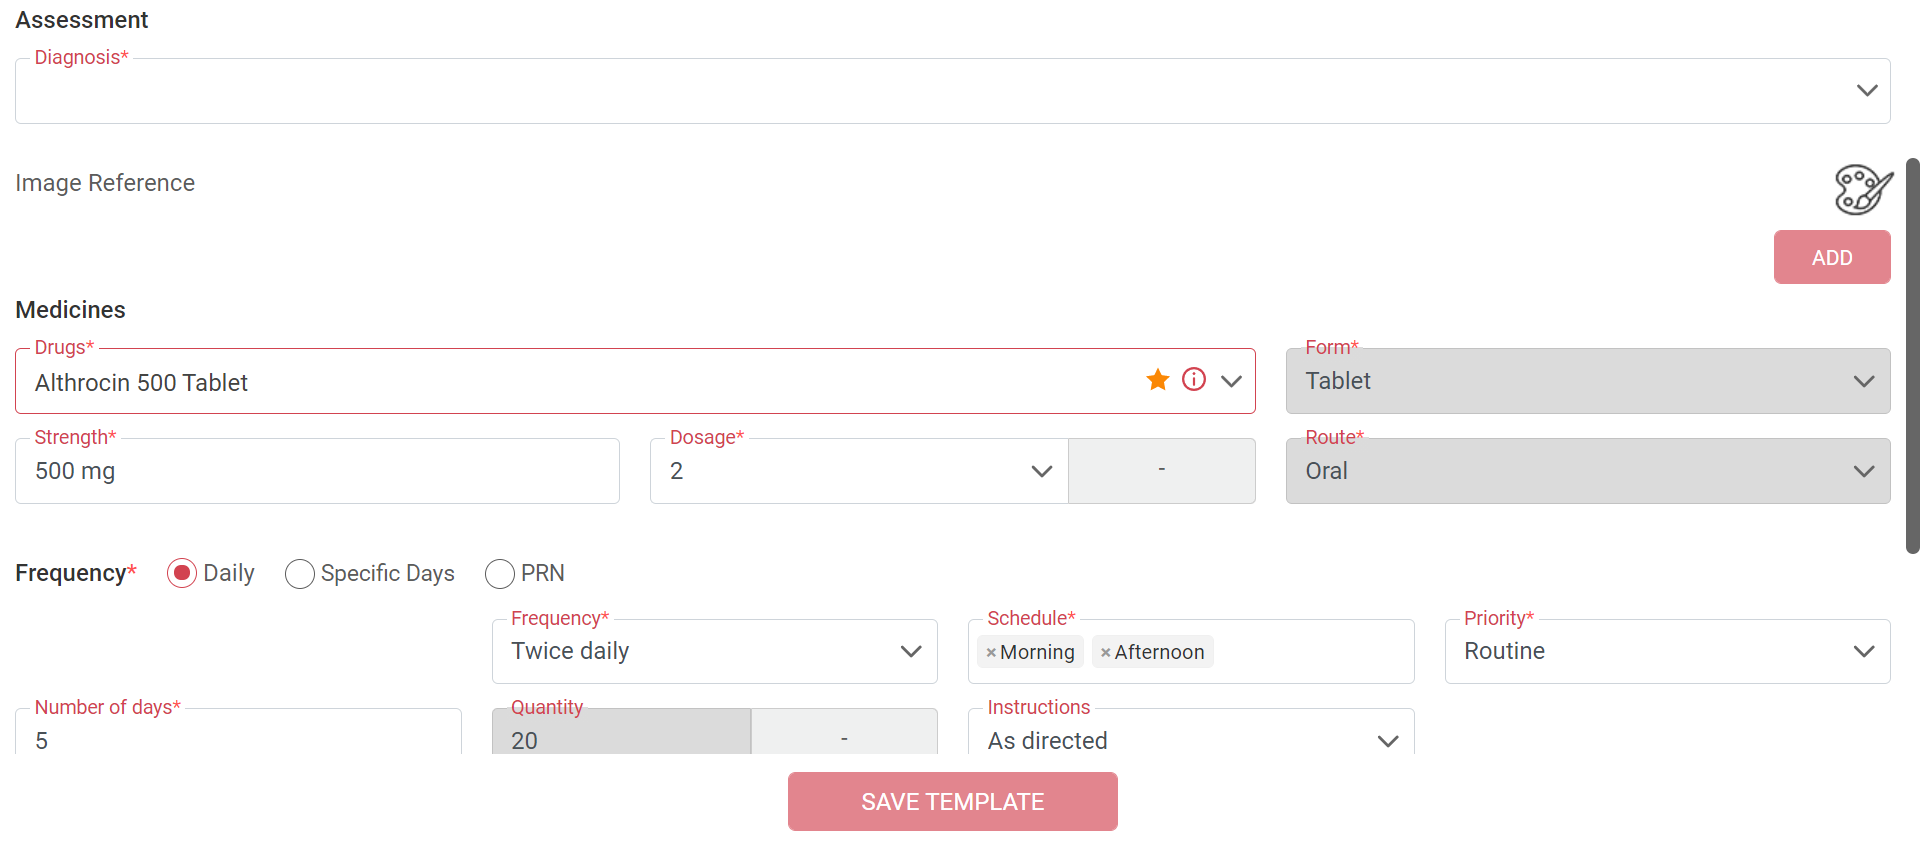 Assessment
Diagnosis*
Image Reference
ADD
Medicines
Drugs*
Althrocin 500 Tablet
Form*
Tablet
Strength*
500 mg
Dosage*
2
-
Route*
Oral
Frequency*
Daily
Specific Days
PRN
Frequency*
Twice daily
Schedule*
×Morning ×Afternoon
Priority*
Routine
Number of days*
5
Quantity
20
-
Instructions
As directed
SAVE TEMPLATE